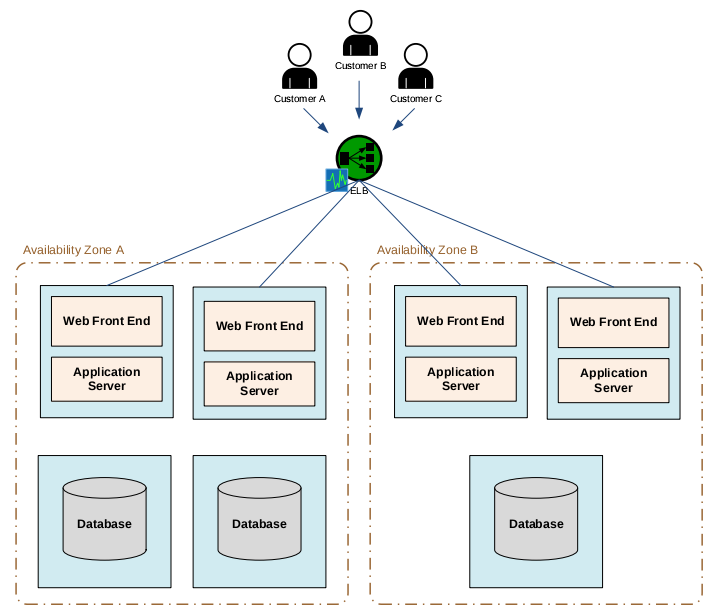 Customer B
Customer A
Customer C
ELB
Availability Zone A
Availability Zone B
Web Front End
Application
Server
Web Front End
Application
Server
Web Front End
Application
Server
Web Front End
Application
Server
Database
Database
Database